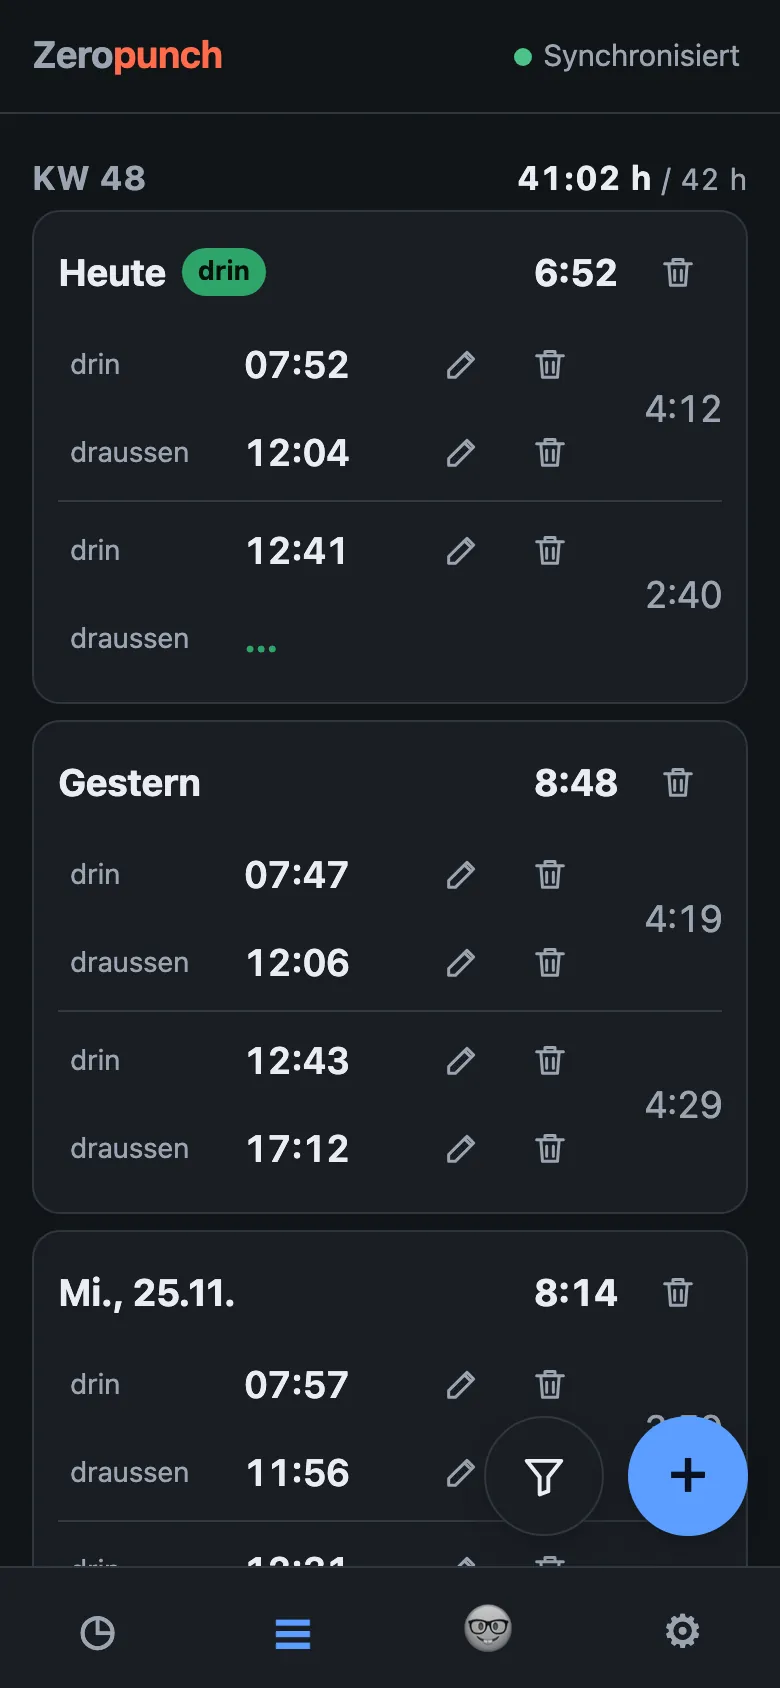 Zeropunch
Synchronisiert
KW 48
41:02 h / 42 h
Heute drin 6:52
drin 07:52
4:12
draussen 12:04
drin 12:41
2:40
draussen ...
Gestern 8:48
drin 07:47
4:19
draussen 12:06
drin 12:43
4:29
draussen 17:12
Mi., 25.11. 8:14
drin 07:57
draussen 11:56